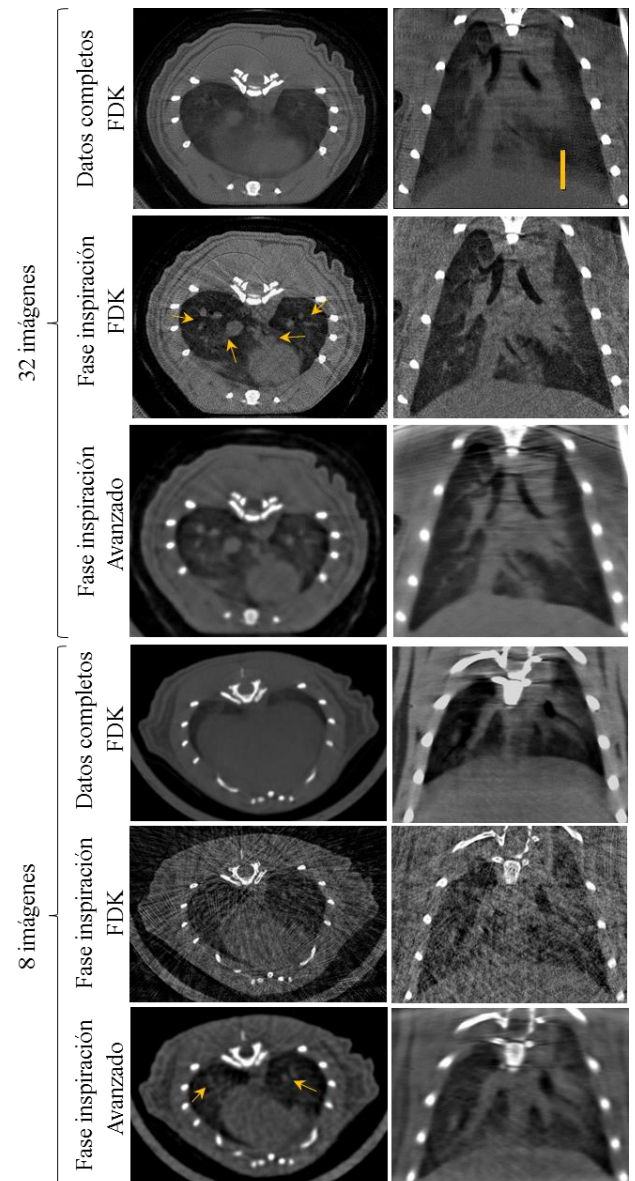 32 imágenes
Datos completos
FDK
Fase inspiración
FDK
Fase inspiración
Avanzado
8 imágenes
Datos completos
FDK
Fase inspiración
FDK
Fase inspiración
Avanzado